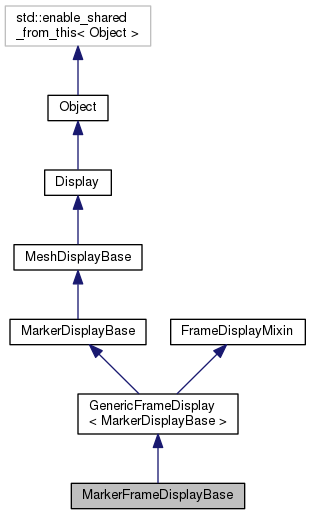 std::enable_shared
_from_this< Object >
Object
Display
MeshDisplayBase
MarkerDisplayBase
FrameDisplayMixin
GenericFrameDisplay
< MarkerDisplayBase >
MarkerFrameDisplayBase